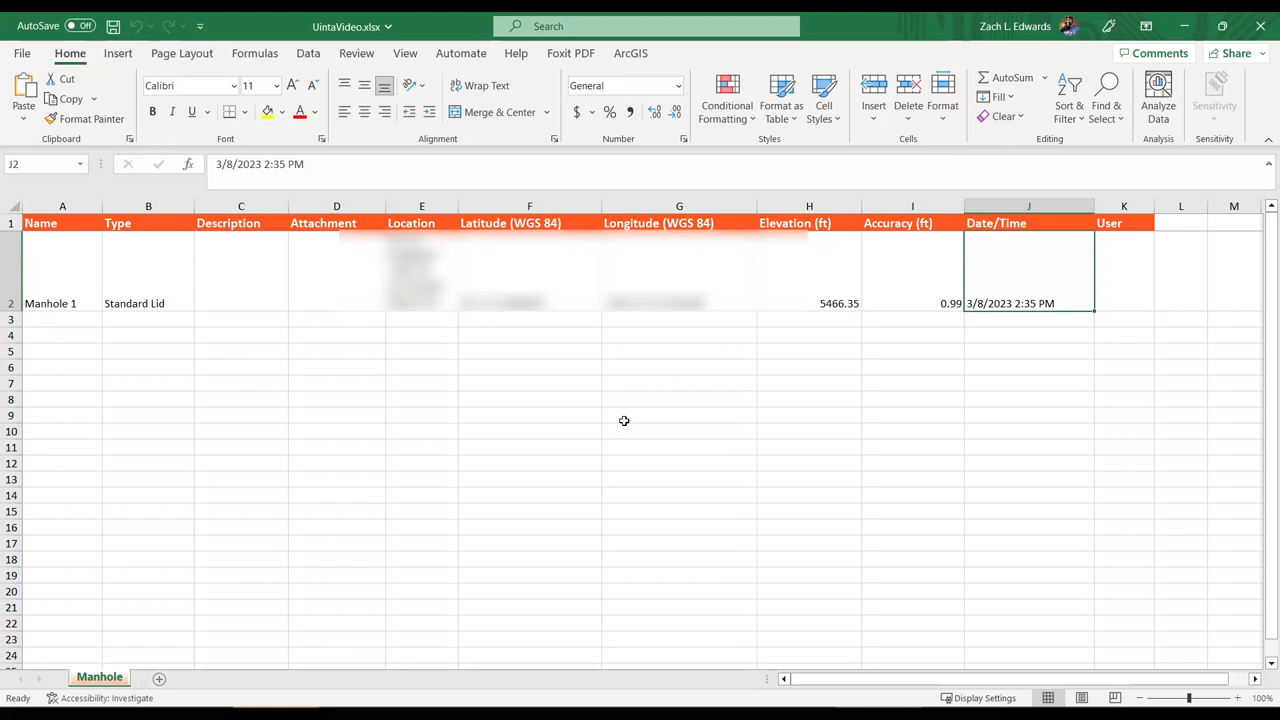 AutoSave Off UintaVideo.xlsx Search Zach L. Edwards
File Home Insert Page Layout Formulas Data Review View Automate Help Foxit PDF ArcGIS Comments Share
Paste
Cut
Copy
Format Painter
Clipboard
Calibri 11
B I U
Font
Wrap Text
Merge & Center
Alignment
General
$ % ,
Number
Conditional Formatting
Format as Table
Cell Styles
Styles
Insert Delete Format
Cells
AutoSum
Fill
Clear
Sort & Filter
Find & Select
Editing
Analyze Data
Analysis
Sensitivity
Sensitivity
J2 fx 3/8/2023 2:35 PM
A B C D E F G H I J K L M
1 Name Type Description Attachment Location Latitude (WGS 84) Longitude (WGS 84) Elevation (ft) Accuracy (ft) Date/Time User
2 Manhole 1 Standard Lid 5466.35 0.99 3/8/2023 2:35 PM
3
4
5
6
7
8
9
10
11
12
13
14
15
16
17
18
19
20
21
22
23
24
Manhole
Ready Accessibility: Investigate Display Settings 100%